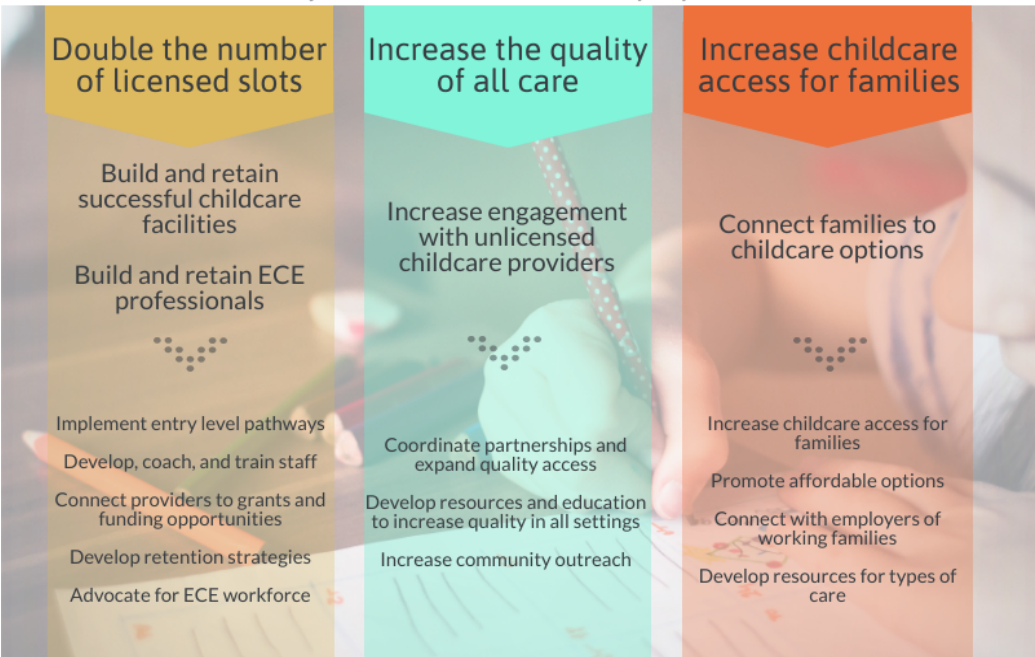 Double the number
of licensed slots
Build and retain
successful childcare
facilities
Build and retain ECE
professionals
Implement entry level pathways
Develop, coach, and train staff
Connect providers to grants and
funding opportunities
Develop retention strategies
Advocate for ECE workforce
Increase the quality
of all care
Increase engagement
with unlicensed
childcare providers
Coordinate partnerships and
expand quality access
Develop resources and education
to increase quality in all settings
Increase community outreach
Increase childcare
access for families
Connect families to
childcare options
Increase childcare access for
families
Promote affordable options
Connect with employers of
working families
Develop resources for types of
care